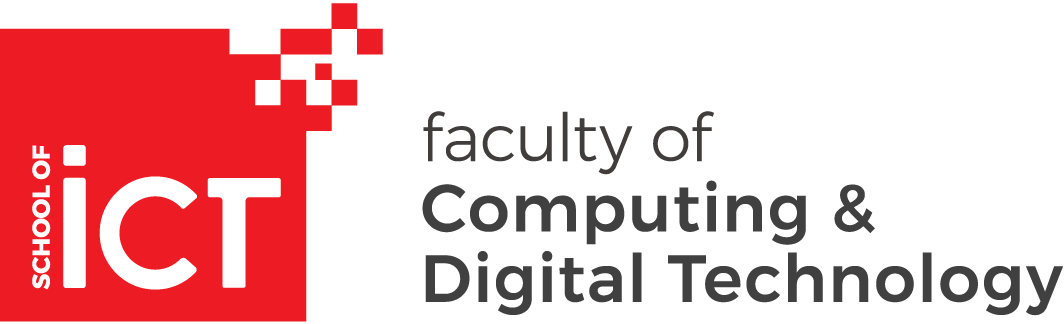 SCHOOL OF
iCT
faculty of
Computing &
Digital Technology